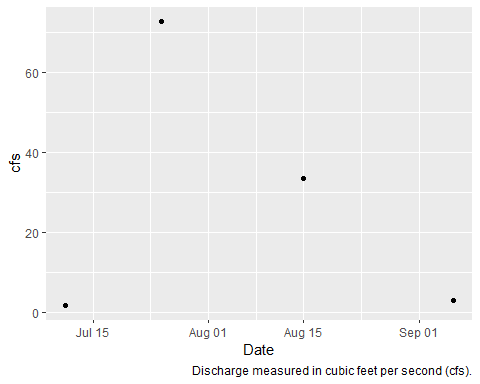 60
40
20
0
cfs
Jul 15 Aug 01 Aug 15 Sep 01
Date
Discharge measured in cubic feet per second (cfs).